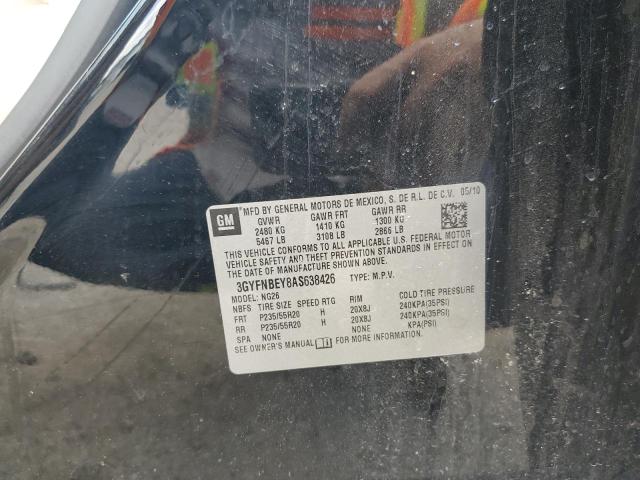 GM
MFD BY GENERAL MOTORS DE MEXICO, S. DE R.L. DE C.V. 05/10
GVWR GAWR FRT GAWR RR
2480 KG 1410 KG 1300 KG
5467 LB 3108 LB 2866 LB
THIS VEHICLE CONFORMS TO ALL APPLICABLE U.S. FEDERAL MOTOR
VEHICLE SAFETY AND THEFT PREVENTION STANDARDS IN EFFECT ON
THE DATE OF MANUFACTURE SHOWN ABOVE.
3GYFNBEY8AS638426 TYPE: M.P.V.
MODEL: NG26
NBFS TIRE SIZE SPEED RTG RIM COLD TIRE PRESSURE
FRT P235/55R20 H 20X8J 240KPA(35PSI)
RR P235/55R20 H 20X8J 240KPA(35PSI)
SPA NONE NONE KPA(PSI)
SEE OWNER'S MANUAL FOR MORE INFORMATION.